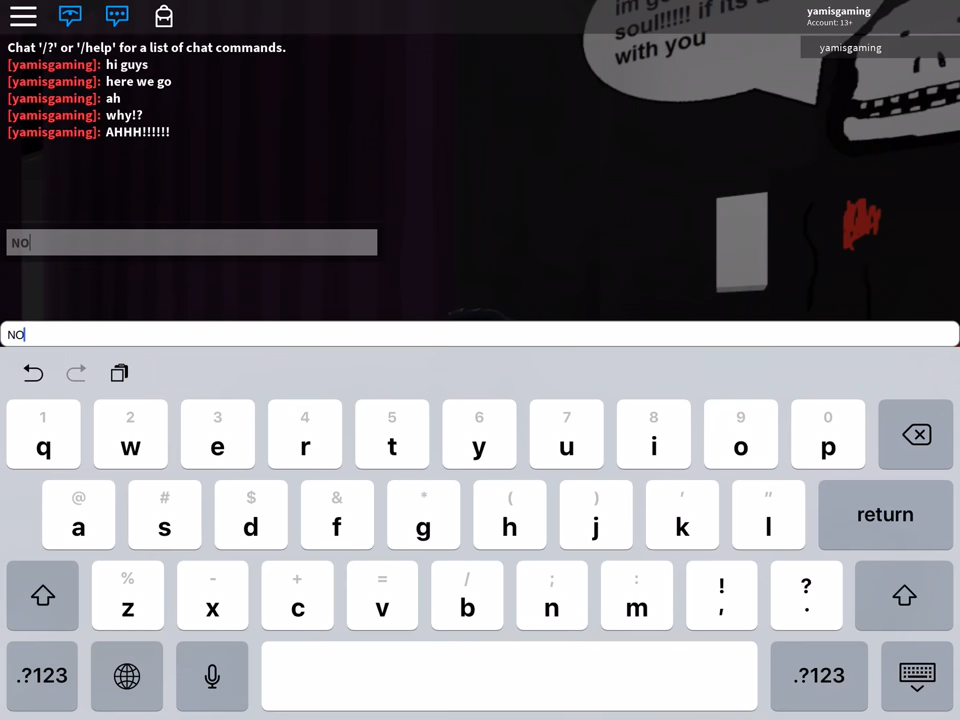 im go
soul!!!!! if its a
with you
yamisgaming
Account: 13+
yamisgaming
Chat '/?' or '/help' for a list of chat commands.
[yamisgaming]: hi guys
[yamisgaming]: here we go
[yamisgaming]: ah
[yamisgaming]: why!?
[yamisgaming]: AHHH!!!!!!
NO
NO
1 2 3 4 5 6 7 8 9 0
q w e r t y u i o p
@ # $ & * ( ) ' "
a s d f g h j k l return
% - + = / ; : ! ?
z x c v b n m , .
.?123 .?123